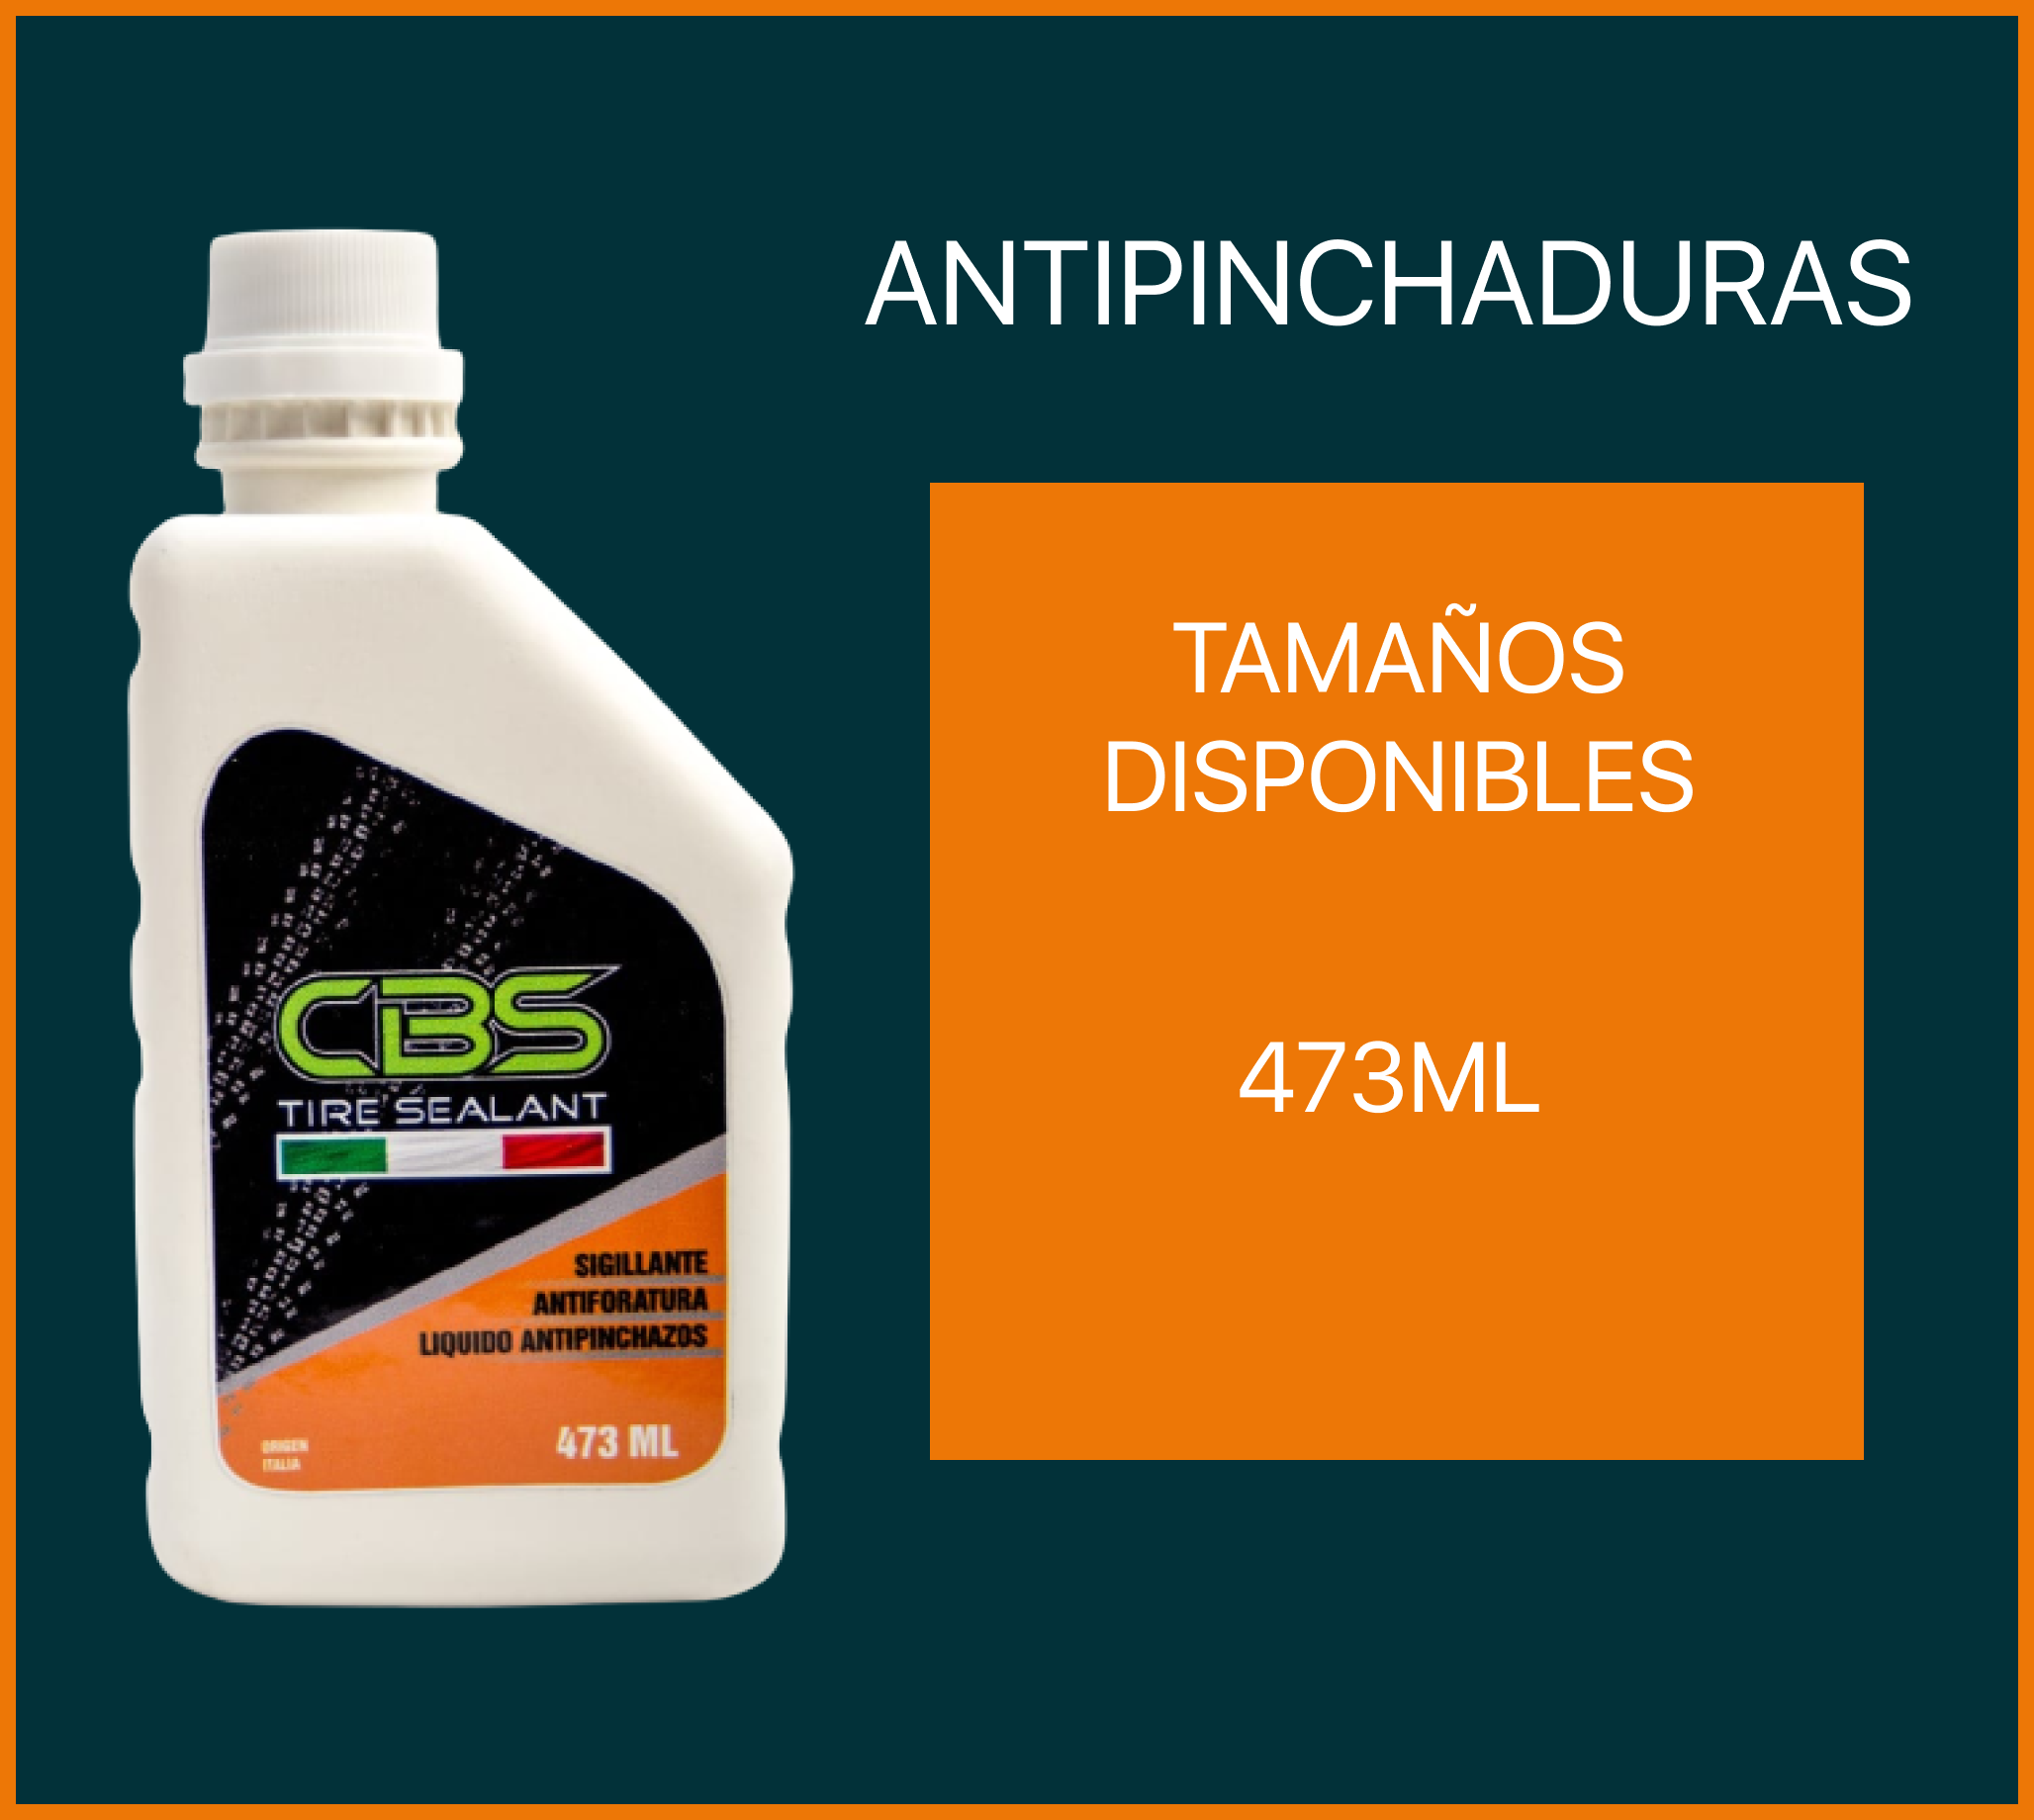 ANTIPINCHADURAS
TAMAÑOS
DISPONIBLES
473ML
CBS
TIRE SEALANT
SIGILLANTE
ANTIFORATURA
LIQUIDO ANTIPINCHAZOS
473 ML
ORIGEN
ITALIA